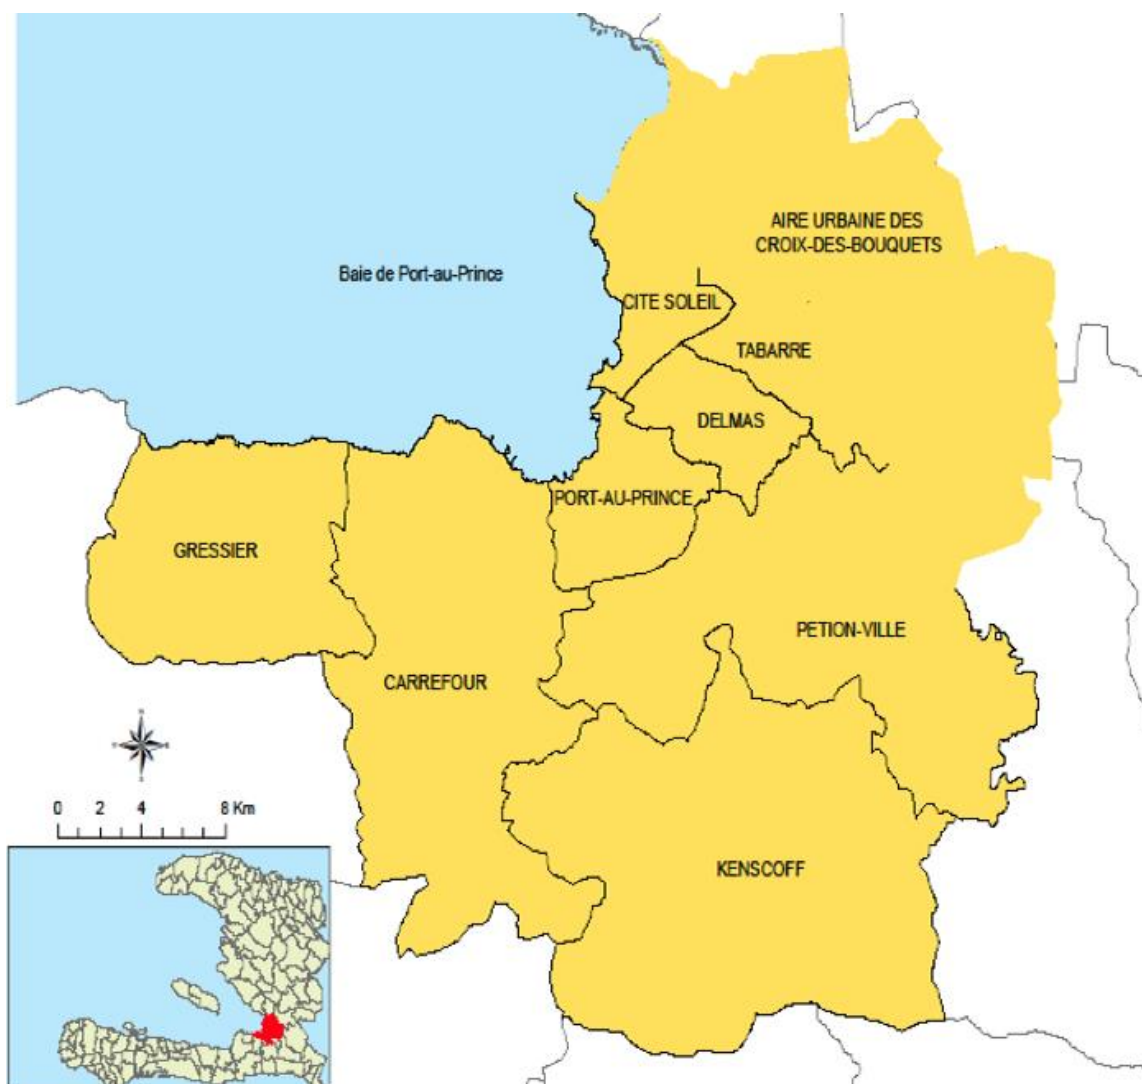 AIRE URBAINE DES
CROIX-DES-BOUQUETS
Baie de Port-au-Prince
CITE SOLEIL
TABARRE
DELMAS
PORT-AU-PRINCE
GRESSIER
PETION-VILLE
CARREFOUR
0 2 4 8 Km
KENSCOFF